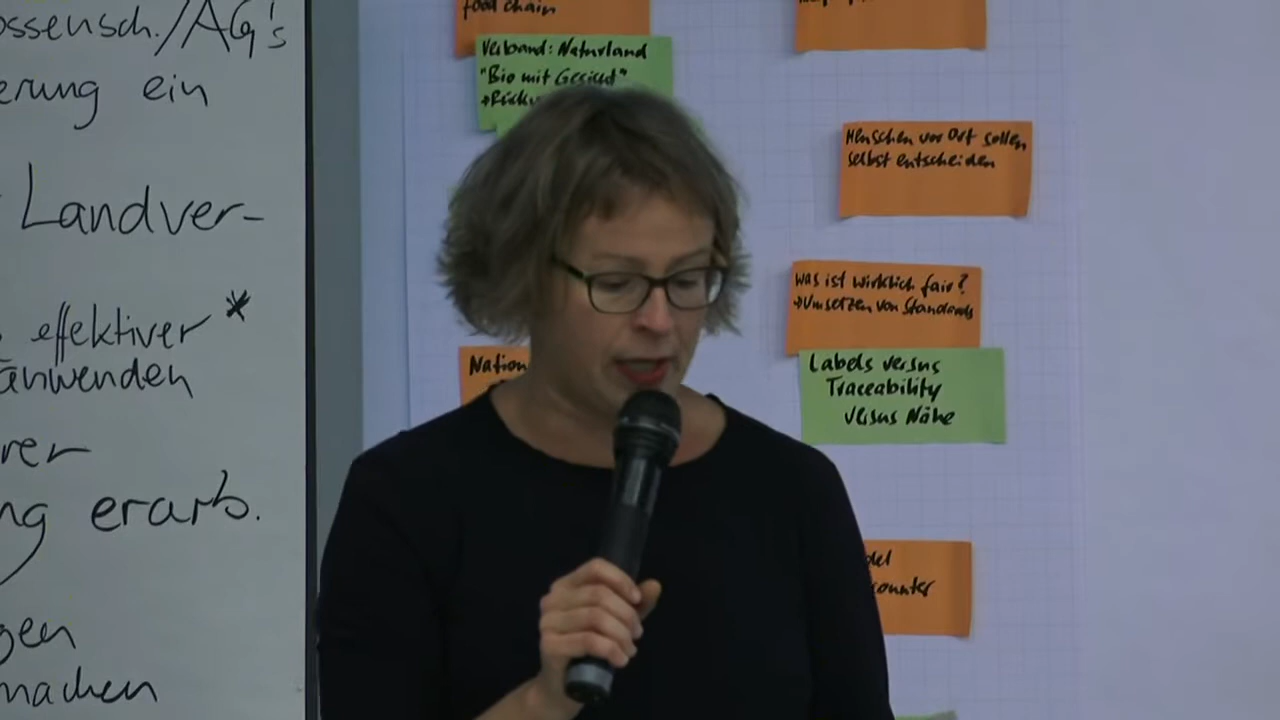 ossensch./AG's
erung ein
Landver-
effektiver *
anwenden
rer
ng erarb.
gen
machen
food chain
Verband: Naturland
"Bio mit Gesicht"
→Rückv
Nation
Menschen vor Ort sollen
selbst entscheiden
was ist wirklich fair?
→Umsetzen von Standards
Labels versus
Traceability
versus Nähe
del
counter